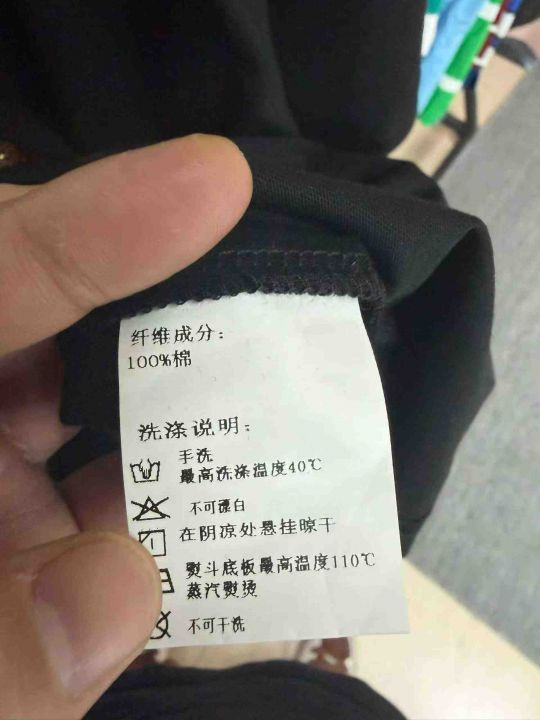 纤维成分：
100%棉
洗涤说明：
手洗
最高洗涤温度40℃
不可漂白
在阴凉处悬挂晾干
熨斗底板最高温度110℃
蒸汽熨烫
不可干洗